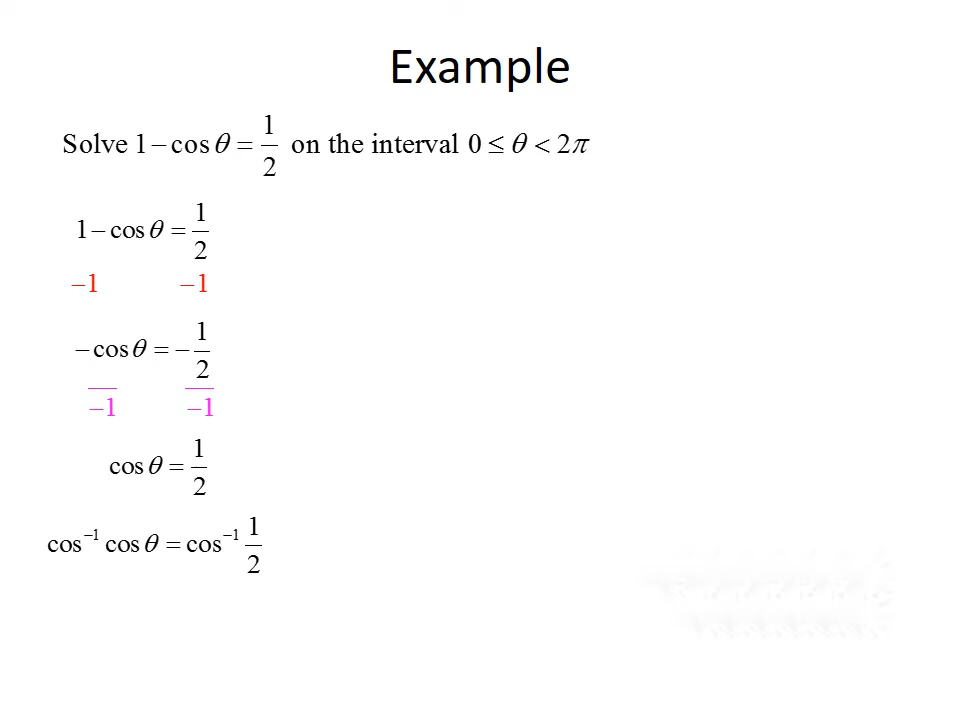 Example
Solve 1 − cos θ = 1/2 on the interval 0 ≤ θ < 2π
1 − cos θ = 1/2
−1 −1
− cos θ = − 1/2
−1 −1
cos θ = 1/2
cos⁻¹ cos θ = cos⁻¹ 1/2